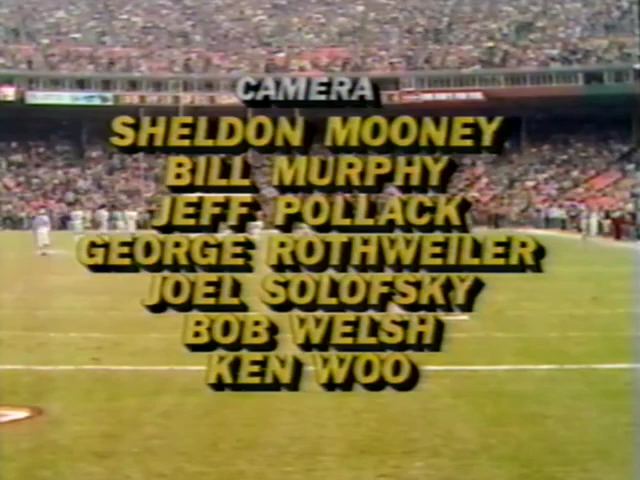 CAMERA
SHELDON MOONEY
BILL MURPHY
JEFF POLLACK
GEORGE ROTHWEILER
JOEL SOLOFSKY
BOB WELSH
KEN WOO